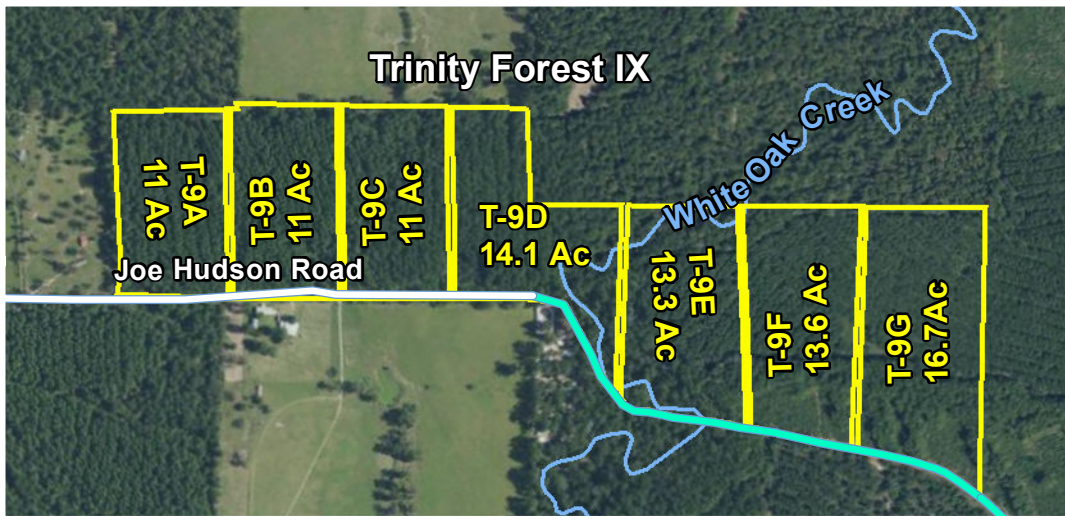 Trinity Forest IX
White Oak Creek
T-9A
11 Ac
T-9B
11 Ac
T-9C
11 Ac
T-9D
14.1 Ac
T-9E
13.3 Ac
T-9F
13.6 Ac
T-9G
16.7Ac
Joe Hudson Road